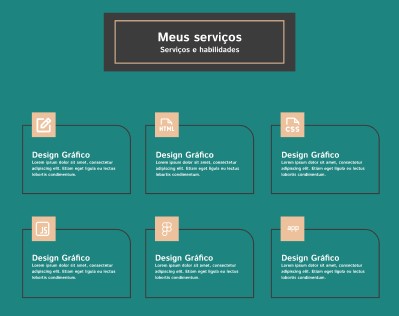 Meus serviços
Serviços e habilidades
HTML
CSS
Design Gráfico
Lorem ipsum dolor sit amet, consectetur
adipiscing elit. Etiam eget ligula eu lectus
lobortis condimentum.
Design Gráfico
Lorem ipsum dolor sit amet, consectetur
adipiscing elit. Etiam eget ligula eu lectus
lobortis condimentum.
Design Gráfico
Lorem ipsum dolor sit amet, consectetur
adipiscing elit. Etiam eget ligula eu lectus
lobortis condimentum.
JS
app
Design Gráfico
Lorem ipsum dolor sit amet, consectetur
adipiscing elit. Etiam eget ligula eu lectus
lobortis condimentum.
Design Gráfico
Lorem ipsum dolor sit amet, consectetur
adipiscing elit. Etiam eget ligula eu lectus
lobortis condimentum.
Design Gráfico
Lorem ipsum dolor sit amet, consectetur
adipiscing elit. Etiam eget ligula eu lectus
lobortis condimentum.